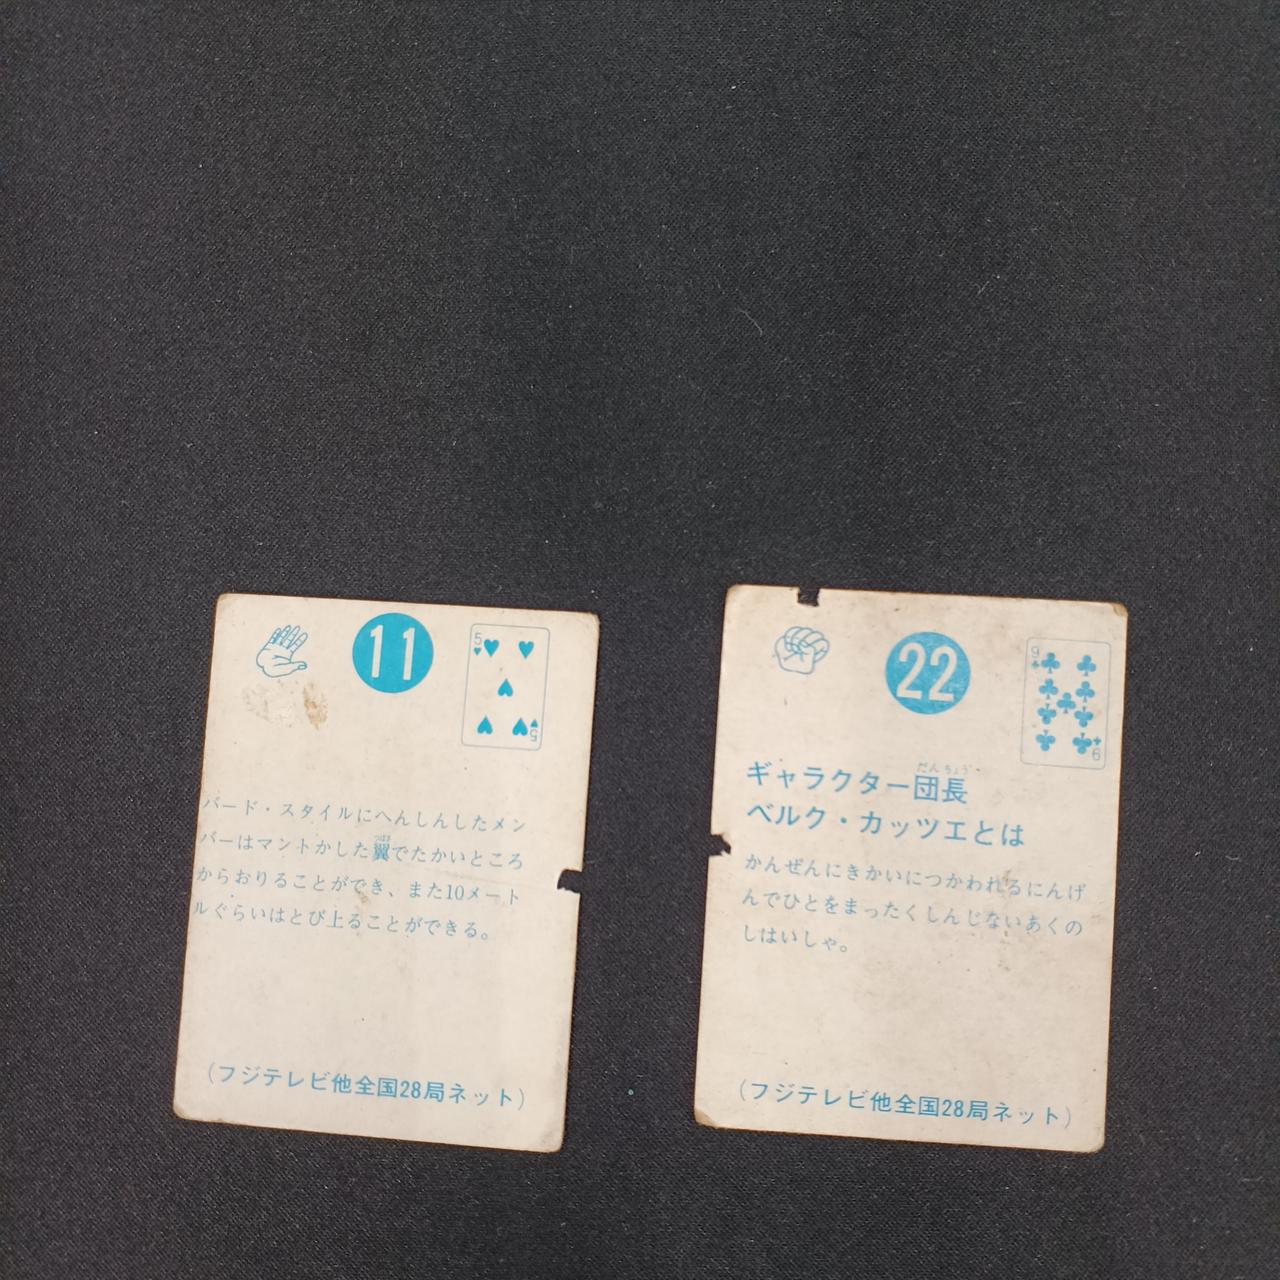 11
5
5
バード・スタイルにへんしんしたメン
バーはマントかした翼でたかいところ
からおりることができ、また10メート
ルぐらいはとび上ることができる。
(フジテレビ他全国28局ネット)
22
9
9
だんちょう
ギャラクター団長
ベルク・カッツエとは
かんぜんにきかいにつかわれるにんげ
んでひとをまったくしんじないあくの
しはいしゃ。
(フジテレビ他全国28局ネット)